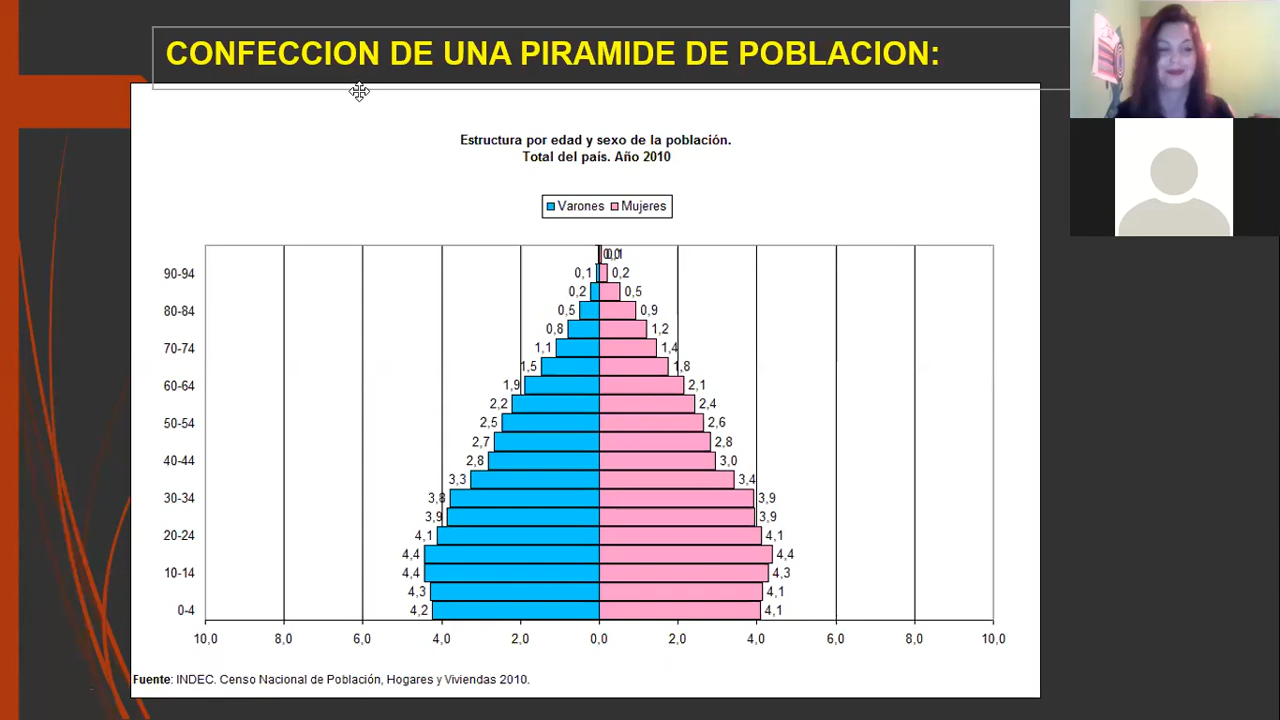 CONFECCION DE UNA PIRAMIDE DE POBLACION:
Estructura por edad y sexo de la población.
Total del país. Año 2010
Varones Mujeres
0,1
90-94 0,1 0,2
0,2 0,5
80-84 0,5 0,9
0,8 1,2
70-74 1,1 1,4
1,5 1,8
60-64 1,9 2,1
2,2 2,4
50-54 2,5 2,6
2,7 2,8
40-44 2,8 3,0
3,3 3,4
30-34 3,8 3,9
3,9 3,9
20-24 4,1 4,1
4,4 4,4
10-14 4,4 4,3
4,3 4,1
0-4 4,2 4,1
10,0 8,0 6,0 4,0 2,0 0,0 2,0 4,0 6,0 8,0 10,0
Fuente: INDEC. Censo Nacional de Población, Hogares y Viviendas 2010.